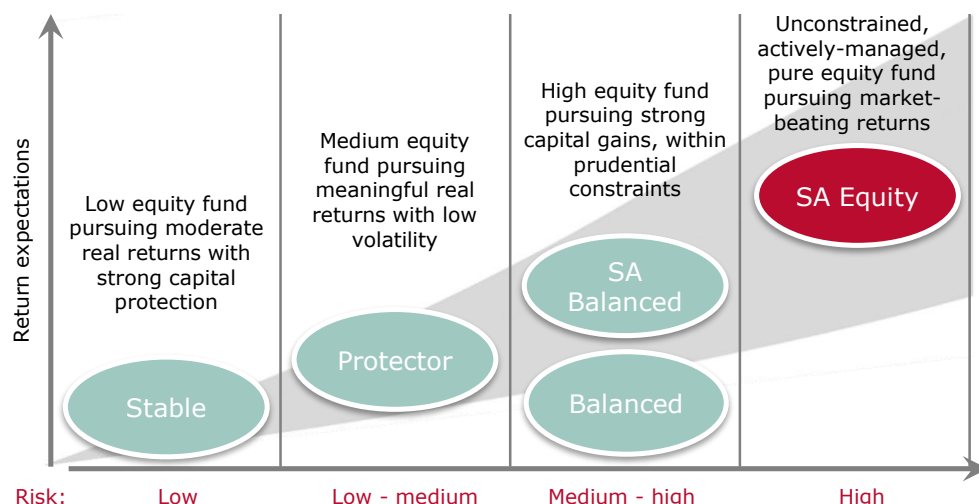 Return expectations
Low equity fund
pursuing moderate
real returns with
strong capital
protection
Stable
Medium equity
fund pursuing
meaningful real
returns with low
volatility
Protector
High equity fund
pursuing strong
capital gains, within
prudential
constraints
SA
Balanced
Balanced
Unconstrained,
actively-managed,
pure equity fund
pursuing market-
beating returns
SA Equity
Risk:
Low
Low - medium
Medium - high
High